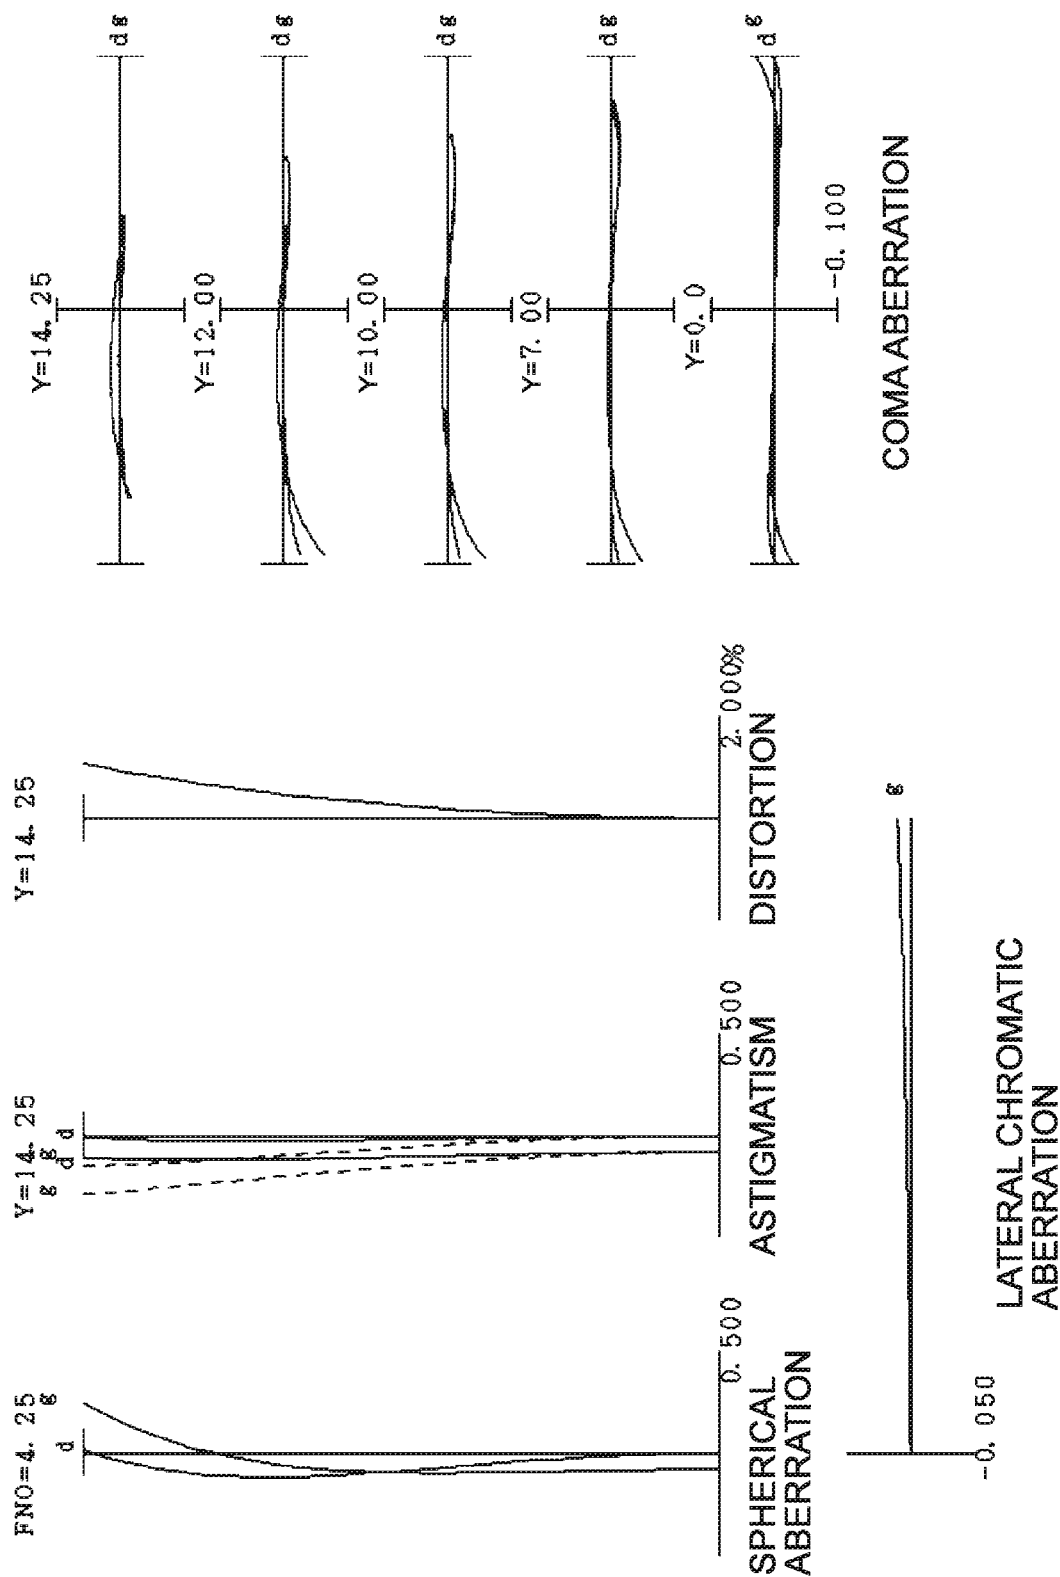 FNO=4. 25
d
g
0. 500
SPHERICAL
ABERRATION
Y=14. 25
g
d
g
d
0. 500
ASTIGMATISM
Y=14. 25
2. 000%
DISTORTION
g
-0. 050
LATERAL CHROMATIC
ABERRATION
Y=14. 25
d g
Y=12. 00
d g
Y=10. 00
d g
Y=7. 00
d g
Y=0. 0
d g
-0. 100
COMA ABERRATION